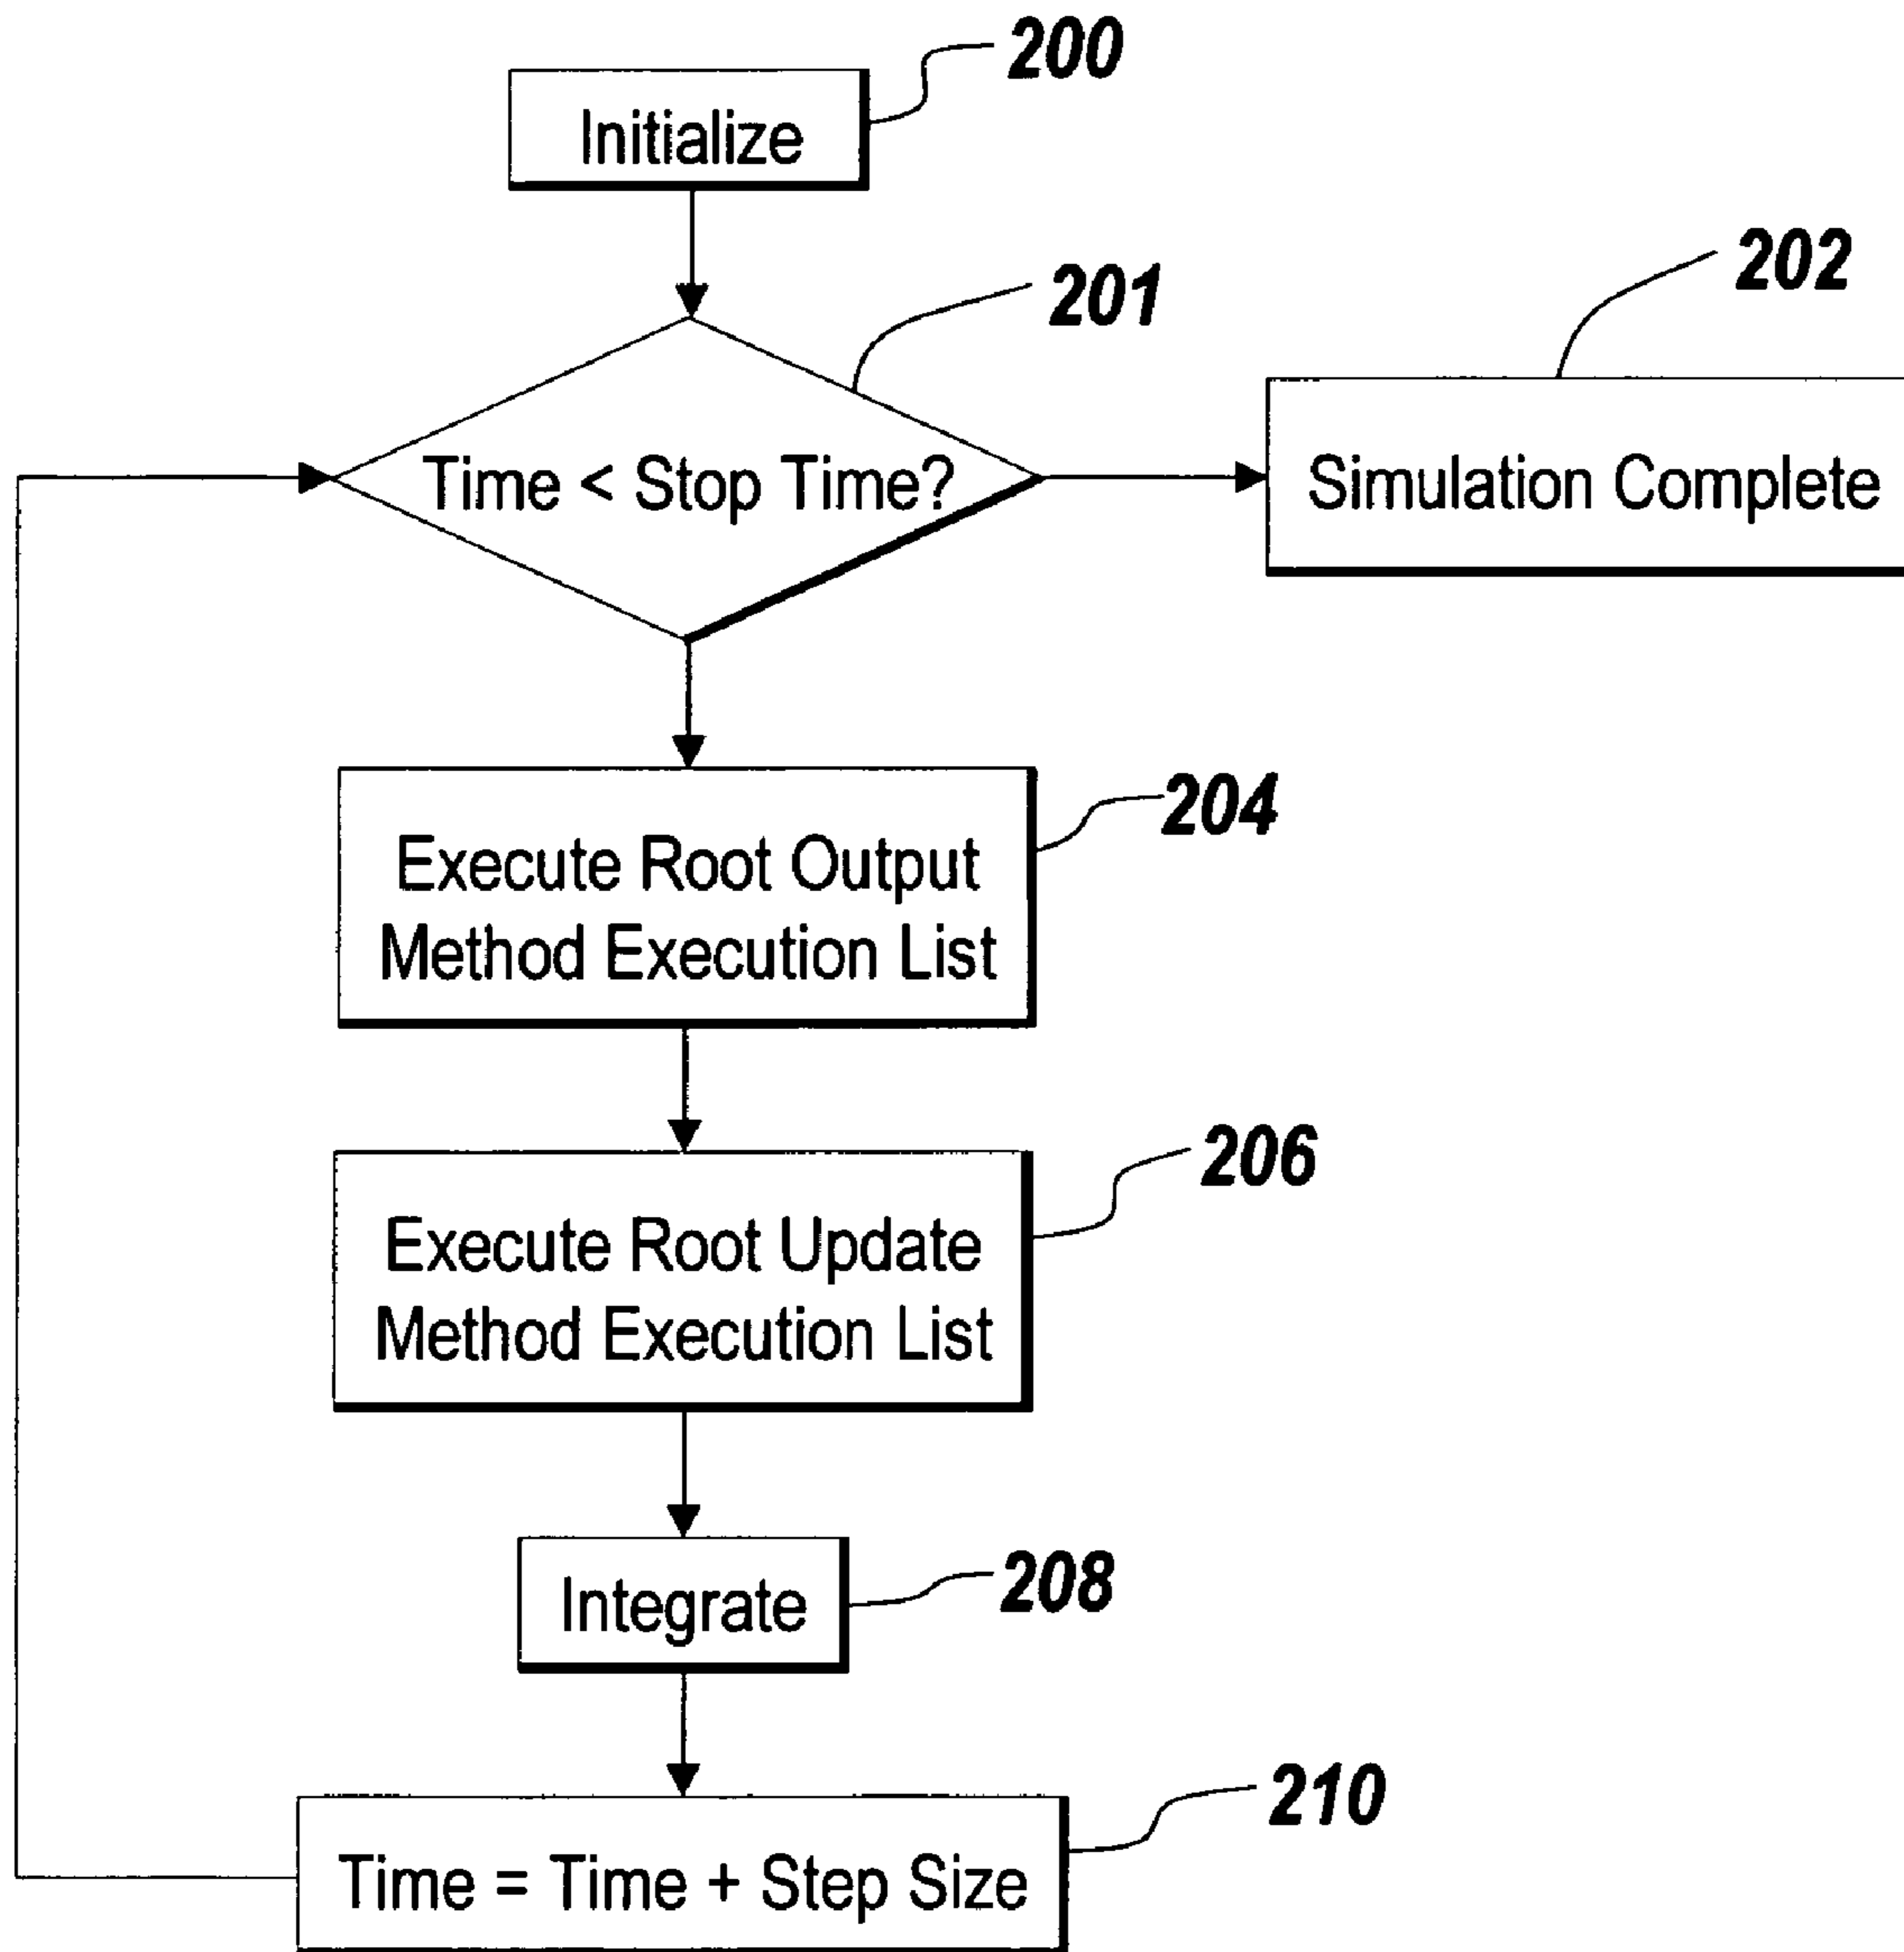 200
Initialize
201
202
Time < Stop Time?
Simulation Complete
204
Execute Root Output
Method Execution List
206
Execute Root Update
Method Execution List
208
Integrate
210
Time = Time + Step Size